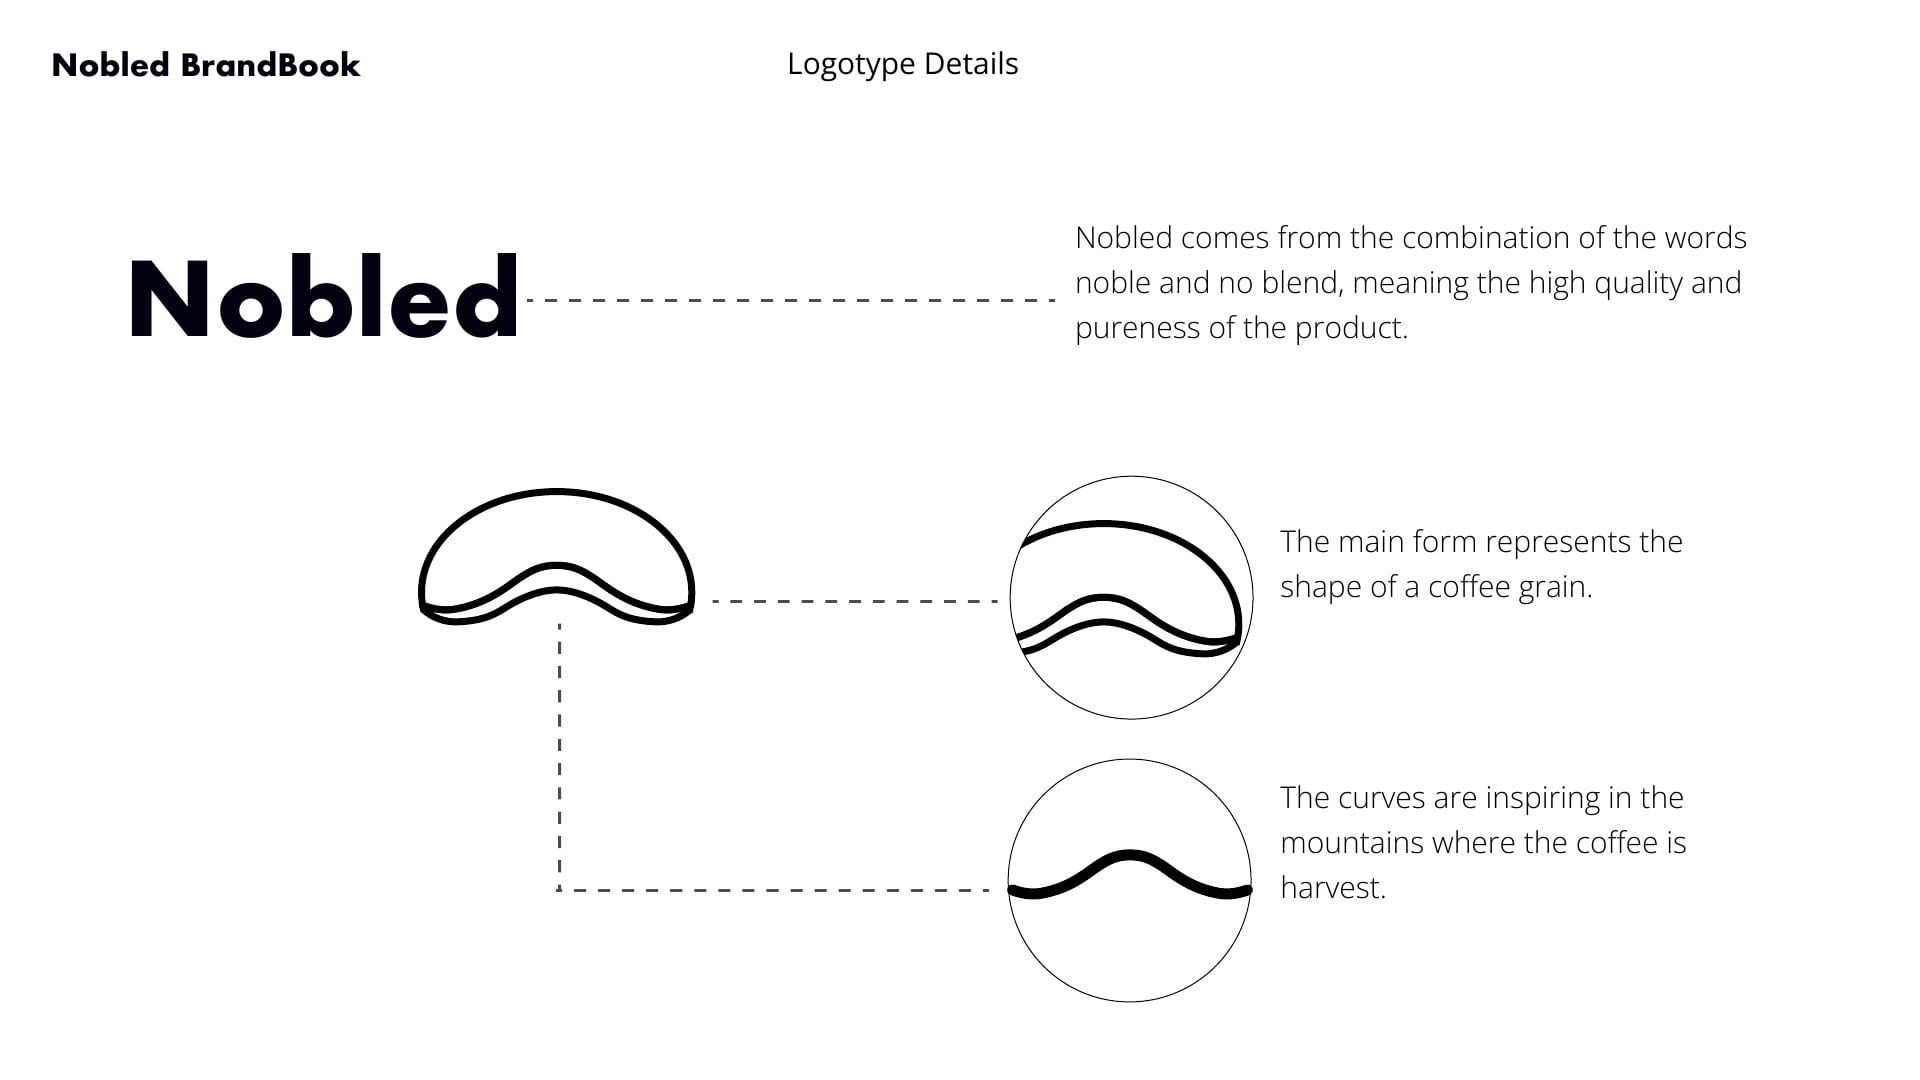 Nobled BrandBook
Logotype Details
Nobled
Nobled comes from the combination of the words
noble and no blend, meaning the high quality and
pureness of the product.
The main form represents the
shape of a coffee grain.
The curves are inspiring in the
mountains where the coffee is
harvest.